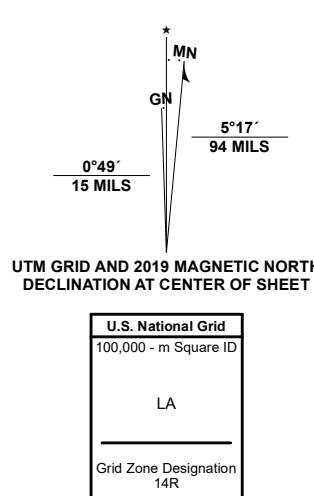 ★
MN
GN
5°17´
94 MILS
0°49´
15 MILS
UTM GRID AND 2019 MAGNETIC NORTH
DECLINATION AT CENTER OF SHEET
U.S. National Grid
100,000 - m Square ID
LA
Grid Zone Designation
14R